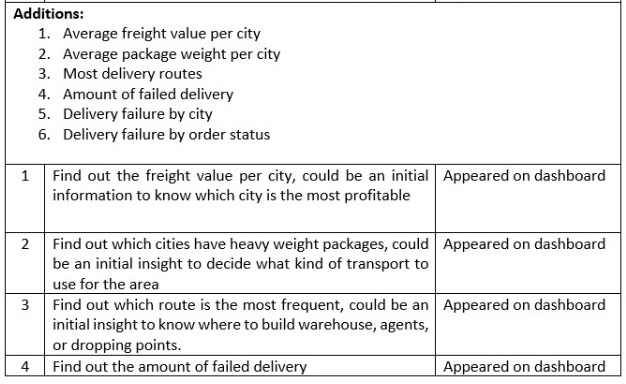 Additions:
1. Average freight value per city
2. Average package weight per city
3. Most delivery routes
4. Amount of failed delivery
5. Delivery failure by city
6. Delivery failure by order status
1 Find out the freight value per city, could be an initial Appeared on dashboard
information to know which city is the most profitable
2 Find out which cities have heavy weight packages, could Appeared on dashboard
be an initial insight to decide what kind of transport to
use for the area
3 Find out which route is the most frequent, could be an Appeared on dashboard
initial insight to know where to build warehouse, agents,
or dropping points.
4 Find out the amount of failed delivery Appeared on dashboard